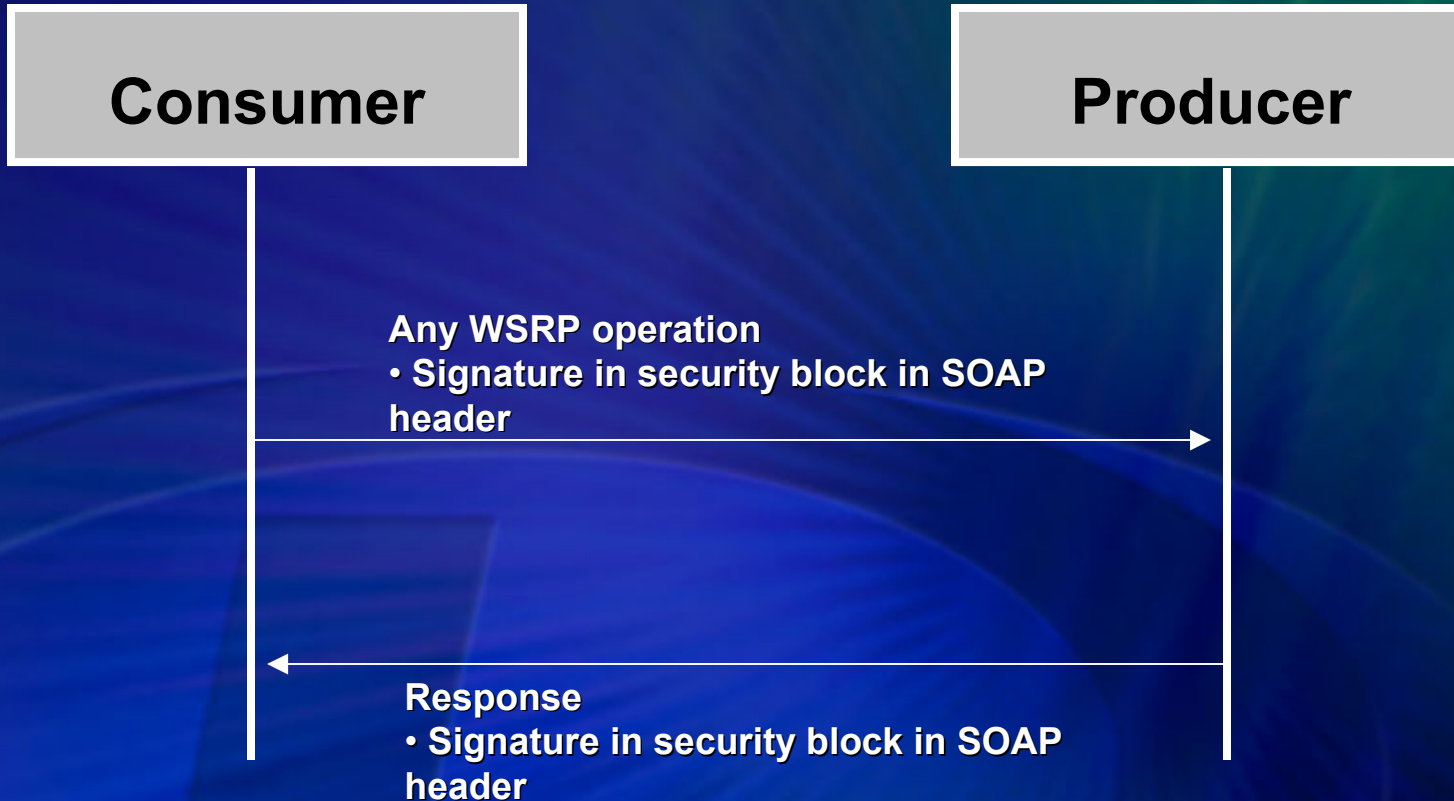 Consumer
Producer
Any WSRP operation
• Signature in security block in SOAP
header
Response
• Signature in security block in SOAP
header